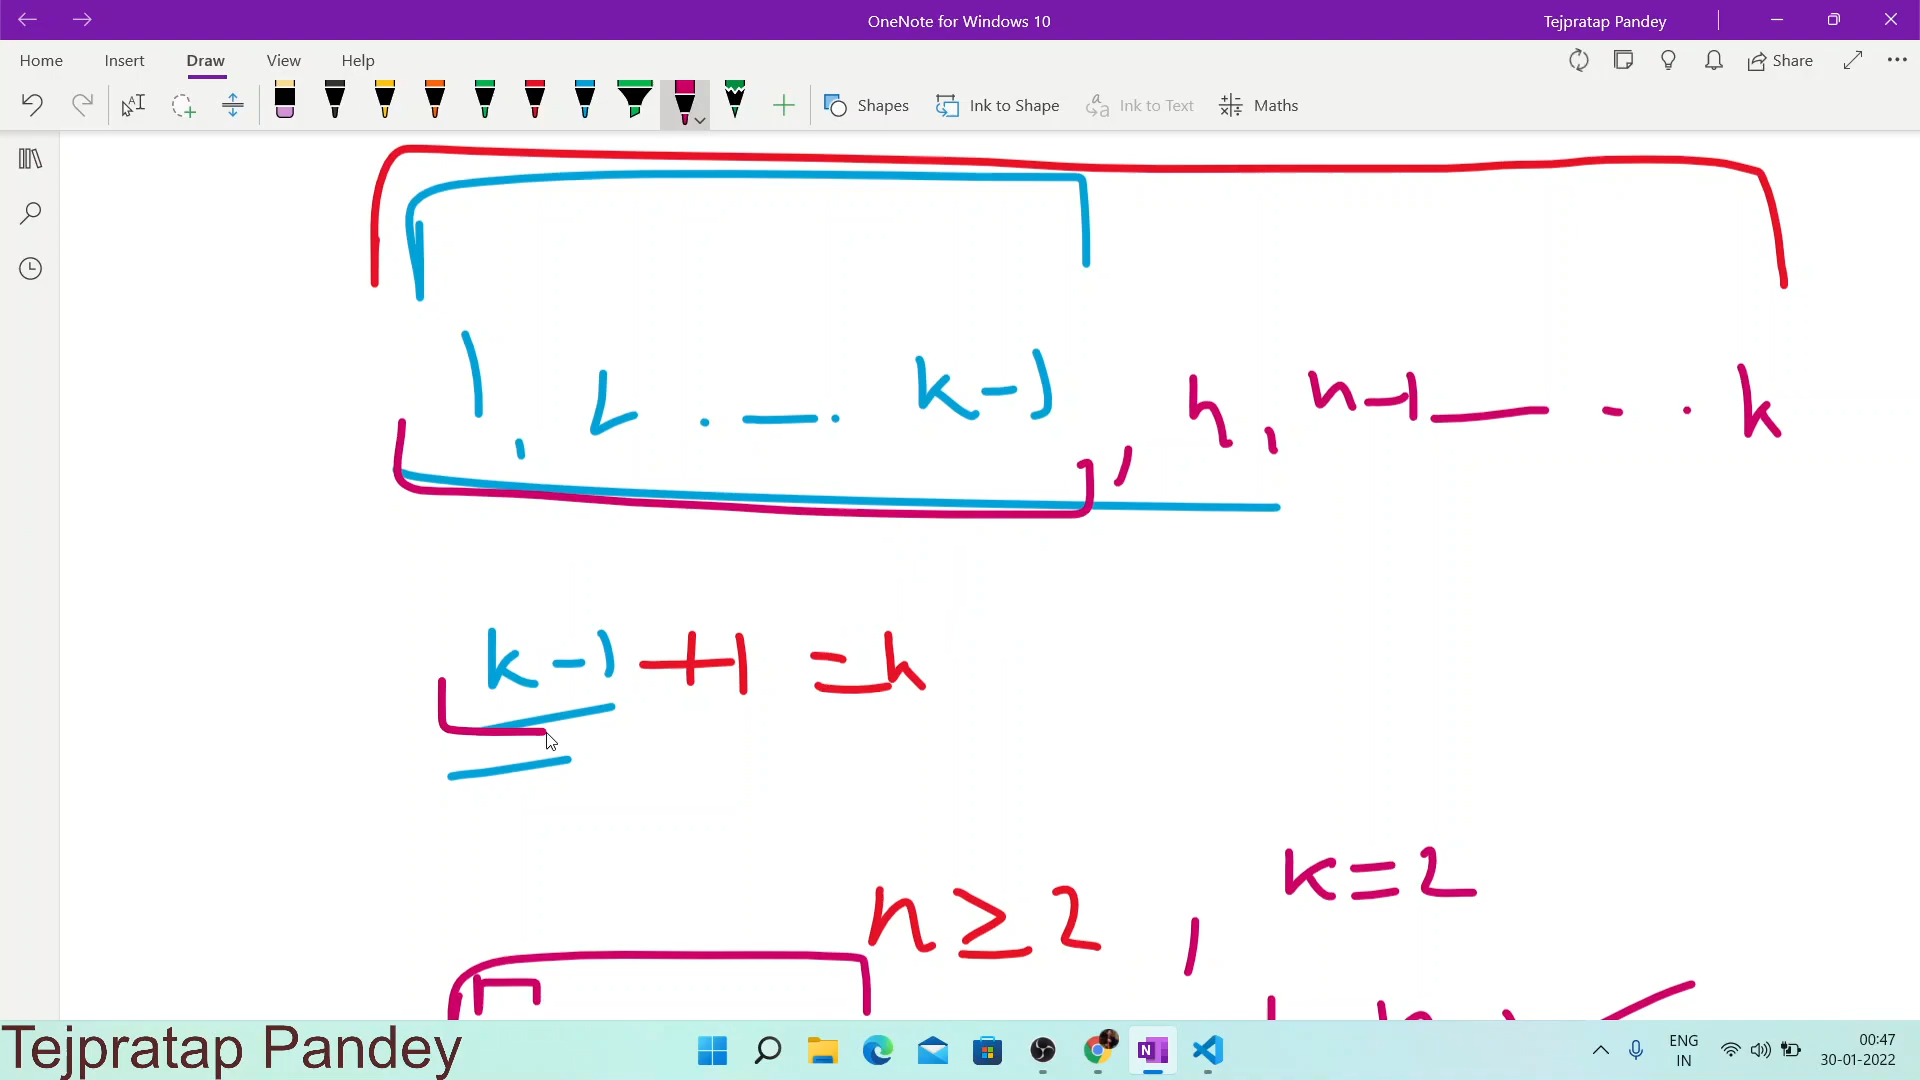 OneNote for Windows 10
Tejpratap Pandey
Home Insert Draw View Help
Share
Shapes Ink to Shape Ink to Text Maths
1, 2 . — . k-1, n, n-1 — - . k
k-1+1 = k
k=2
n ≥ 2 ,
Tejpratap Pandey
ENG
IN
00:47
30-01-2022